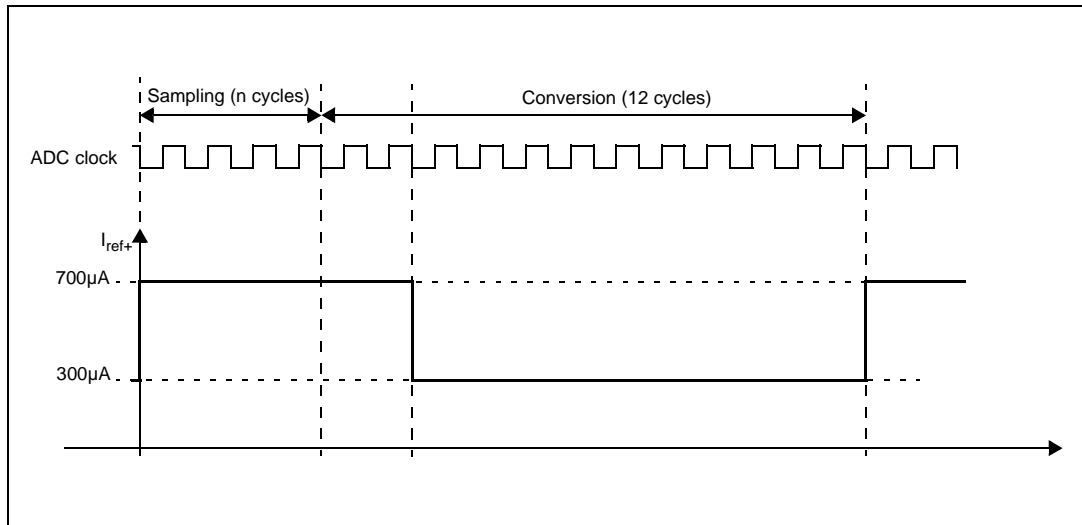 Sampling (n cycles)
Conversion (12 cycles)
ADC clock
Iref+
700µA
300µA